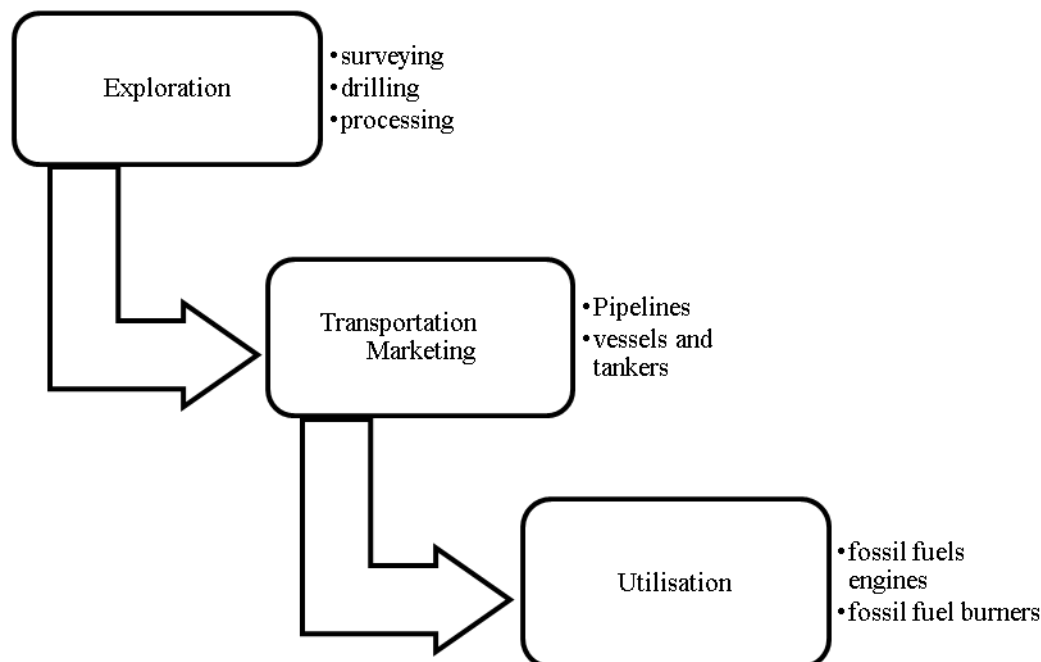 Exploration
•surveying
•drilling
•processing
Transportation
Marketing
•Pipelines
•vessels and
tankers
Utilisation
•fossil fuels
engines
•fossil fuel burners